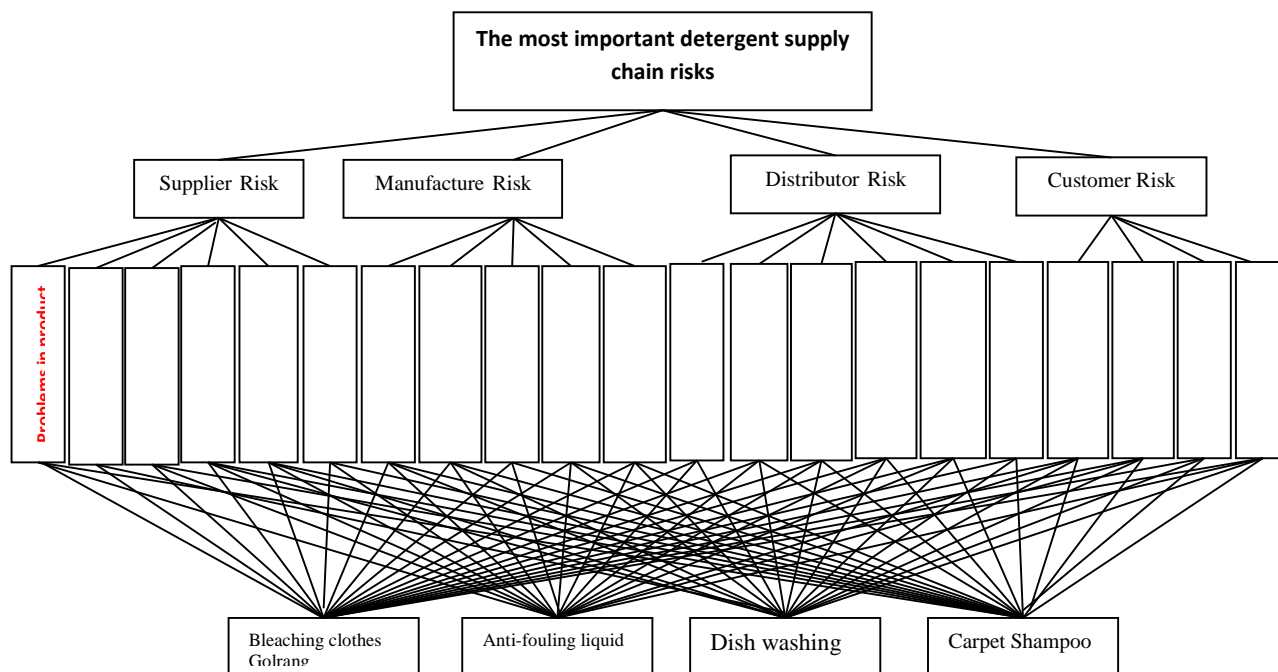 The most important detergent supply
chain risks
Supplier Risk
Manufacture Risk
Distributor Risk
Customer Risk
Problems in product
Bleaching clothes
Golrang
Anti-fouling liquid
Dish washing
Carpet Shampoo